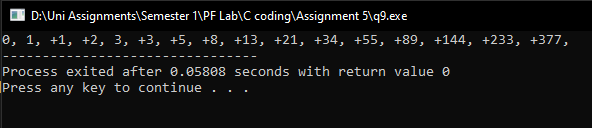 D:\Uni Assignments\Semester 1\PF Lab\C coding\Assignment 5\q9.exe
0, 1, +1, +2, 3, +3, +5, +8, +13, +21, +34, +55, +89, +144, +233, +377,
--------------------------------
Process exited after 0.05808 seconds with return value 0
Press any key to continue . . .